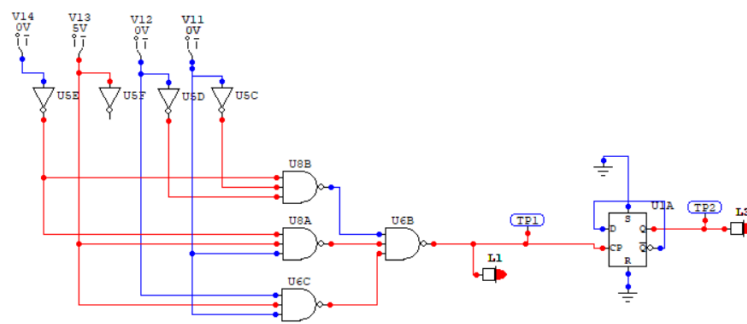 V14 V13 V12 V11
0V 5V 0V 0V
U5E U5F U5D U5C
U8B
U8A
U6B
TP1
U1A
TP2
S
D Q
L1
CP Q
R
U6C